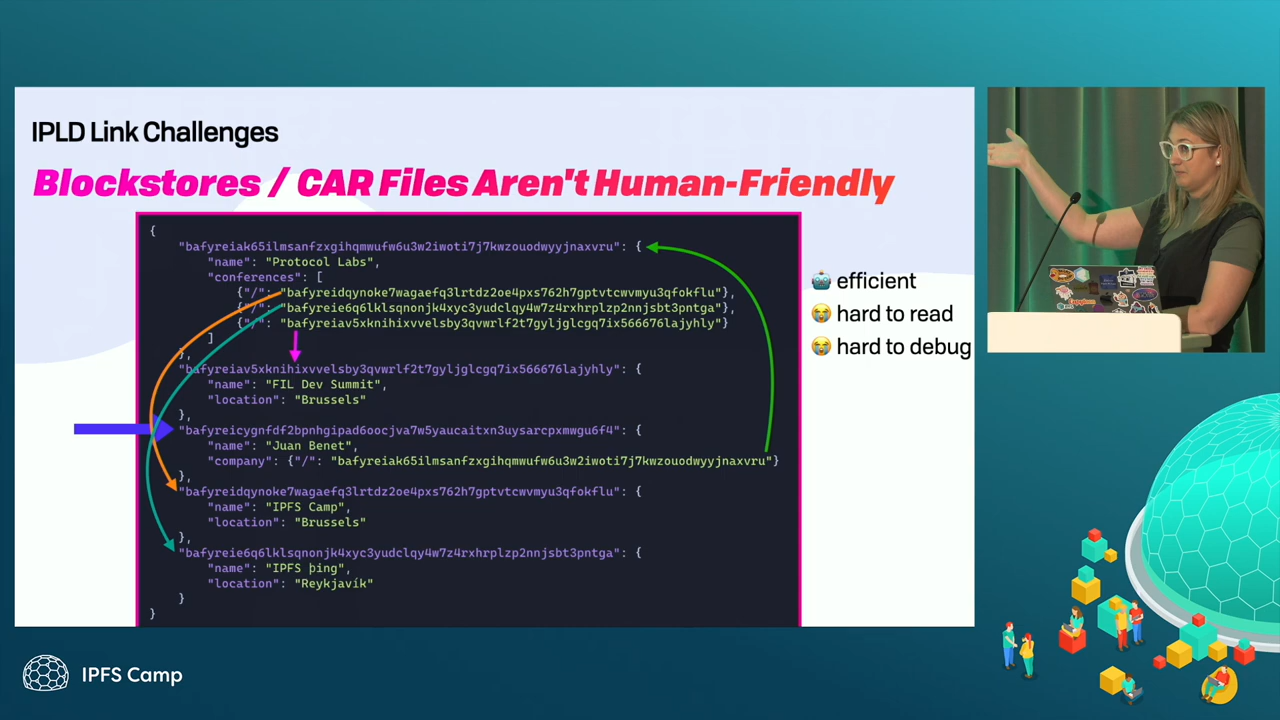 IPLD Link Challenges
Blockstores / CAR Files Aren't Human-Friendly
{
"bafyreiak65ilmsanfzxgihqmwufw6u3w2iwoti7j7kwzouodwyyjnaxvru": {
"name": "Protocol Labs",
"conferences": [
{"/": "bafyreidqynoke7wagaefq3lrtdz2oe4pxs762h7gptvtcwvmyu3qfokflu"},
{"/": "bafyreie6q6lklsqnonjk4xyc3yudclqy4w7z4rxhrplzp2nnjsbt3pntga"},
{"/": "bafyreiav5xknihixvvelsby3qvwrlf2t7gyljglcgq7ix566676lajyhly"}
]
},
"bafyreiav5xknihixvvelsby3qvwrlf2t7gyljglcgq7ix566676lajyhly": {
"name": "FIL Dev Summit",
"location": "Brussels"
},
"bafyreicygnfdf2bpnhgipad6oocjva7w5yaucaitxn3uysarcpxmwgu6f4": {
"name": "Juan Benet",
"company": {"/": "bafyreiak65ilmsanfzxgihqmwufw6u3w2iwoti7j7kwzouodwyyjnaxvru"}
},
"bafyreidqynoke7wagaefq3lrtdz2oe4pxs762h7gptvtcwvmyu3qfokflu": {
"name": "IPFS Camp",
"location": "Brussels"
},
"bafyreie6q6lklsqnonjk4xyc3yudclqy4w7z4rxhrplzp2nnjsbt3pntga": {
"name": "IPFS þing",
"location": "Reykjavík"
}
}
🤖 efficient
😭 hard to read
😭 hard to debug
IPFS Camp